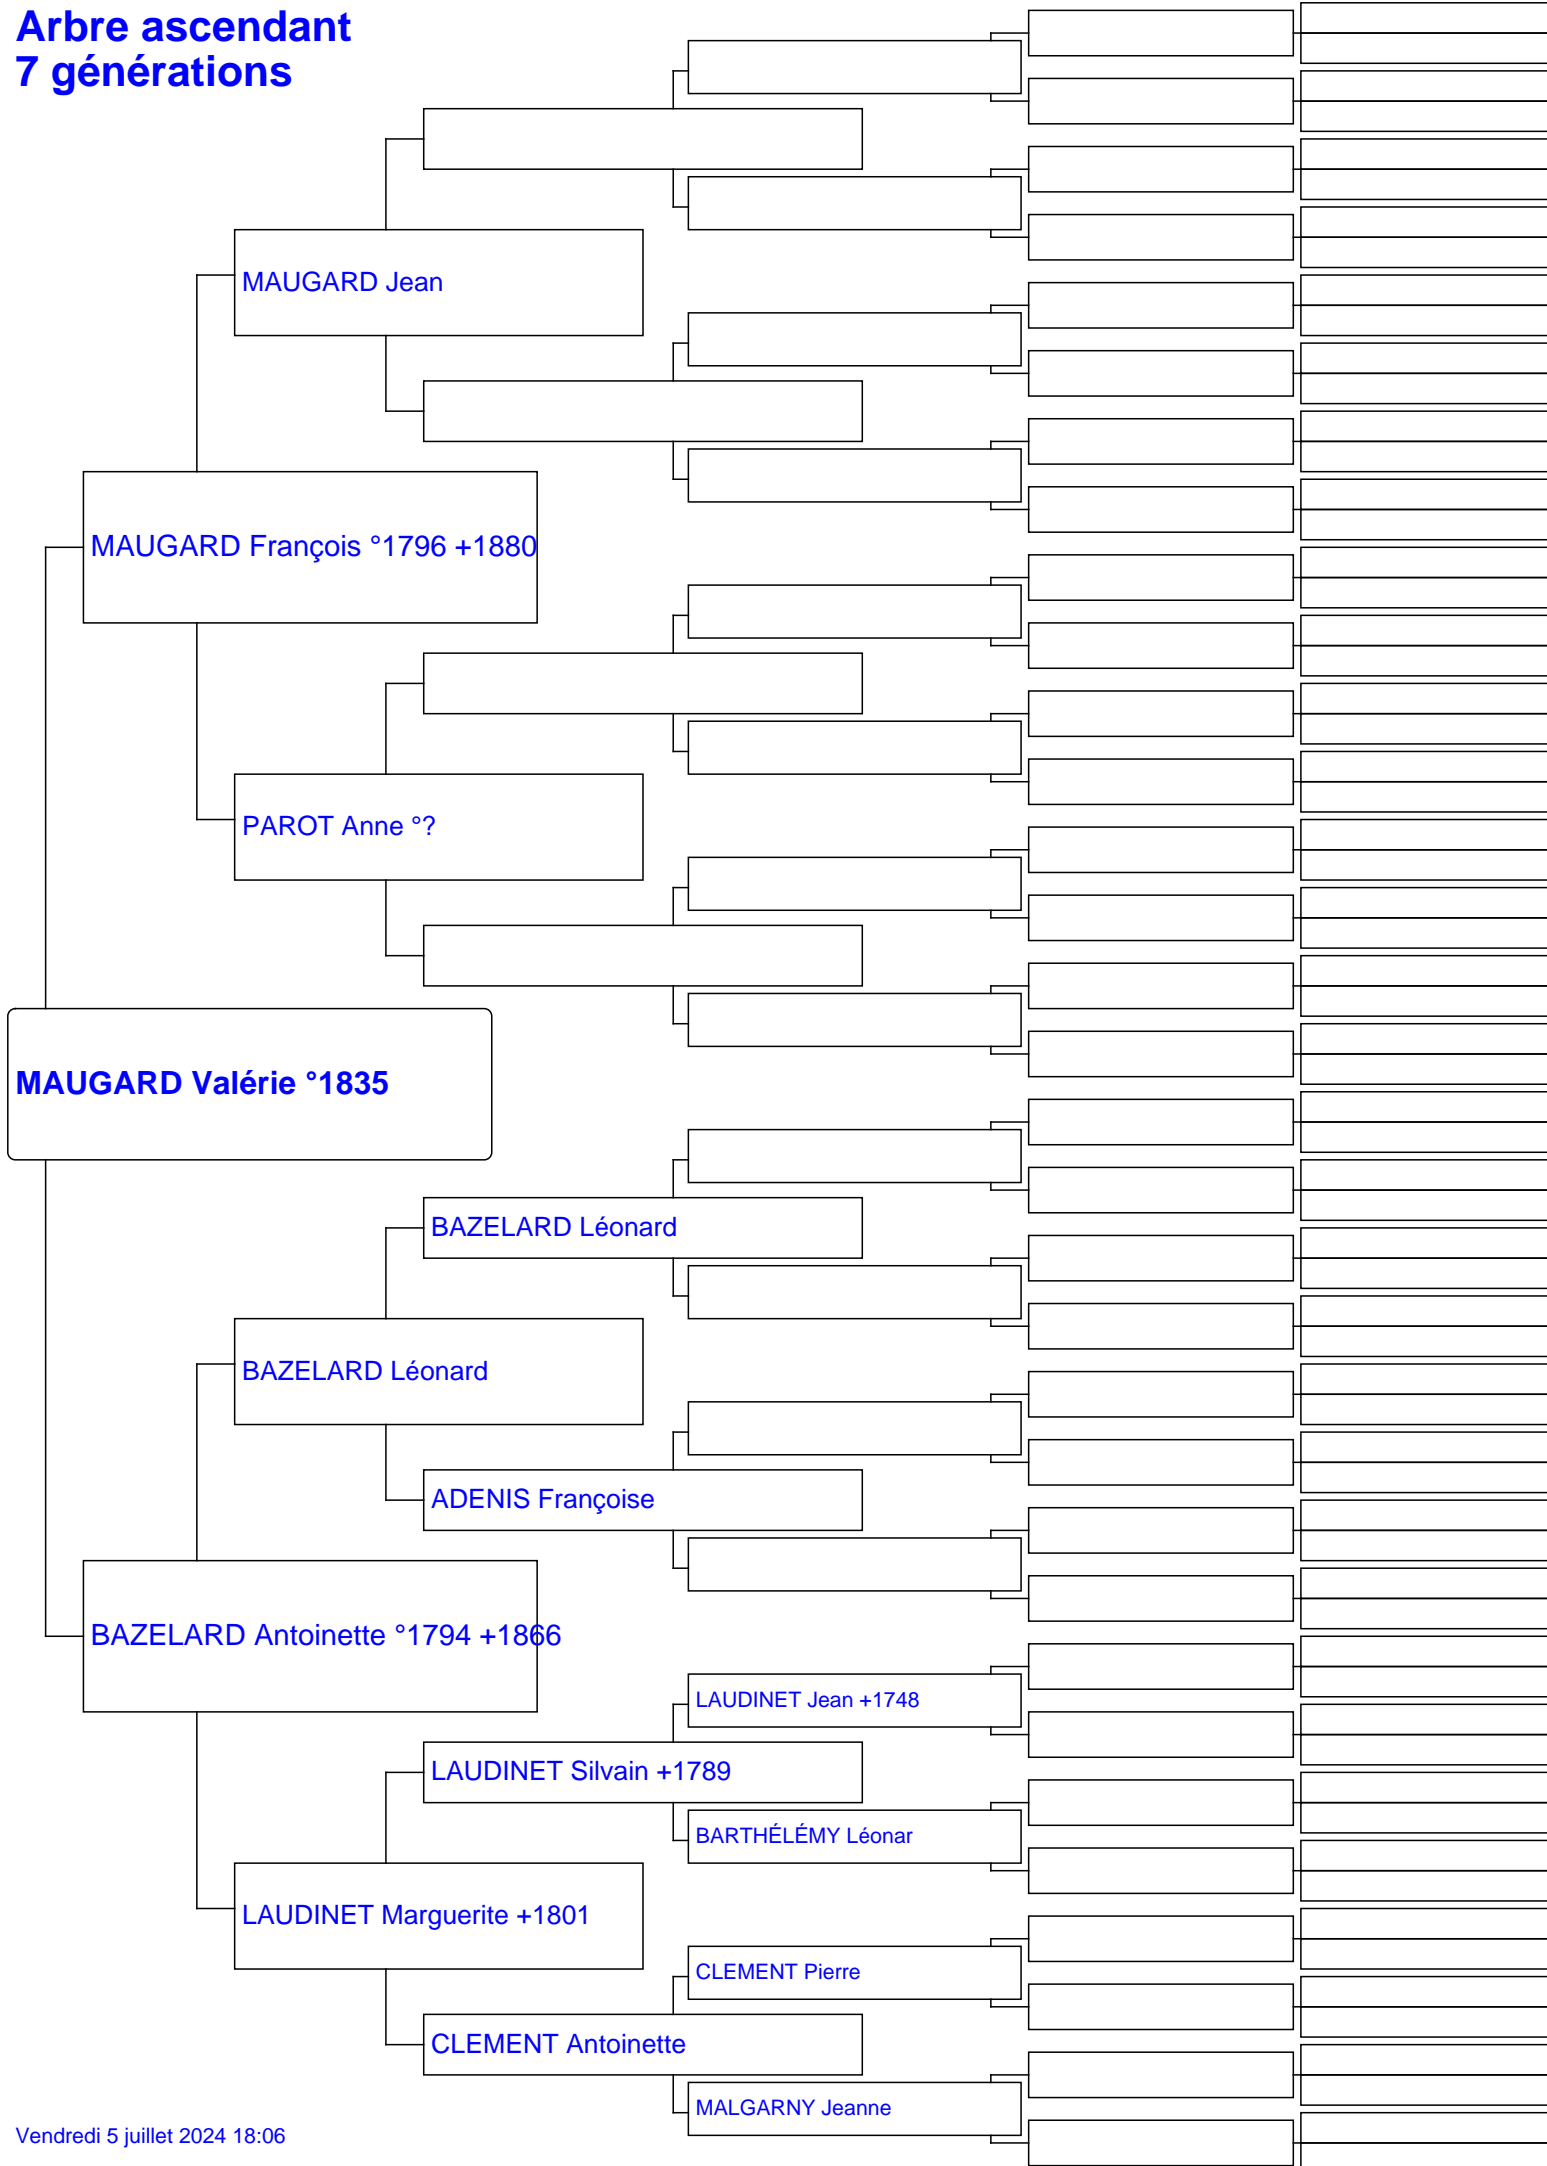 Arbre ascendant
7 générations
MAUGARD Jean
MAUGARD François °1796 +1880
PAROT Anne °?
MAUGARD Valérie °1835
BAZELARD Léonard
BAZELARD Léonard
ADENIS Françoise
BAZELARD Antoinette °1794 +1866
LAUDINET Jean +1748
LAUDINET Silvain +1789
BARTHÉLÉMY Léonar
LAUDINET Marguerite +1801
CLEMENT Pierre
CLEMENT Antoinette
MALGARNY Jeanne
Vendredi 5 juillet 2024 18:06